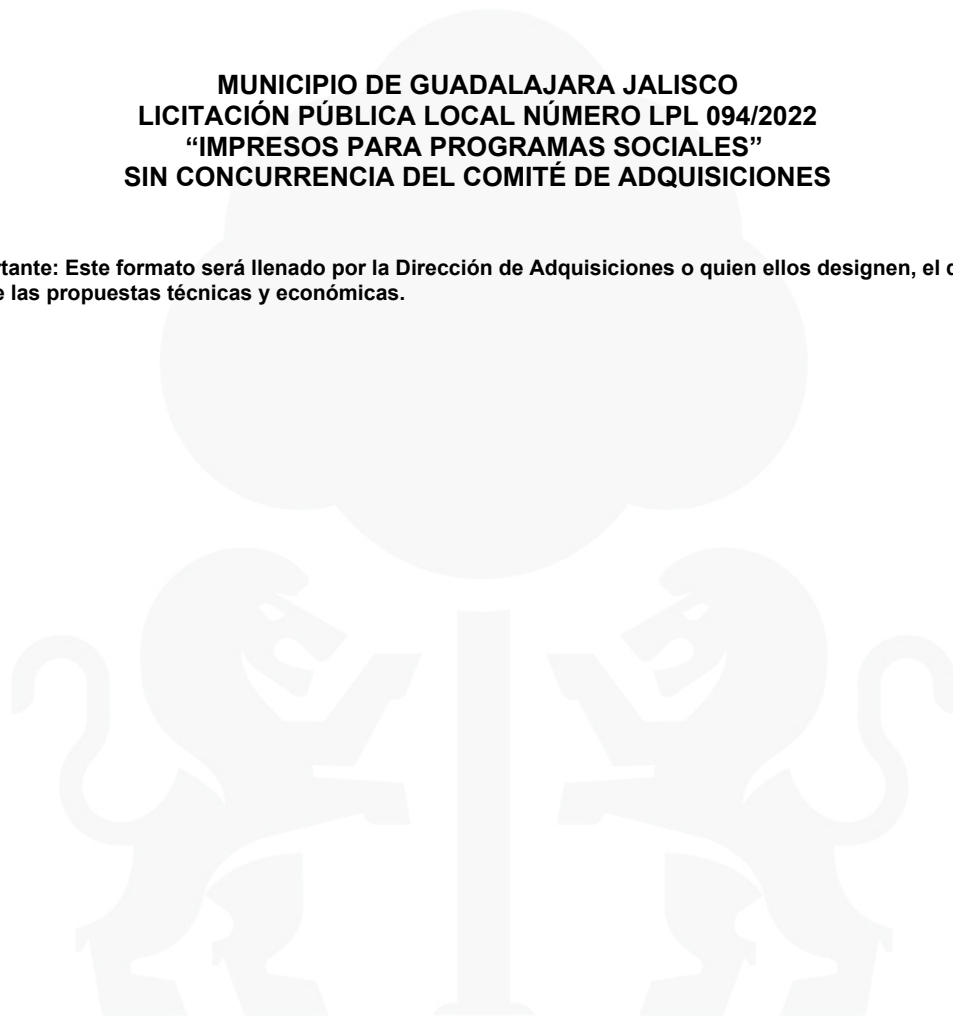 MUNICIPIO DE GUADALAJARA JALISCO
LICITACIÓN PÚBLICA LOCAL NÚMERO LPL 094/2022
“IMPRESOS PARA PROGRAMAS SOCIALES”
SIN CONCURRENCIA DEL COMITÉ DE ADQUISICIONES
Este formato será llenado por la Dirección de Adquisiciones o quien ellos designen, el
las propuestas técnicas y económicas.